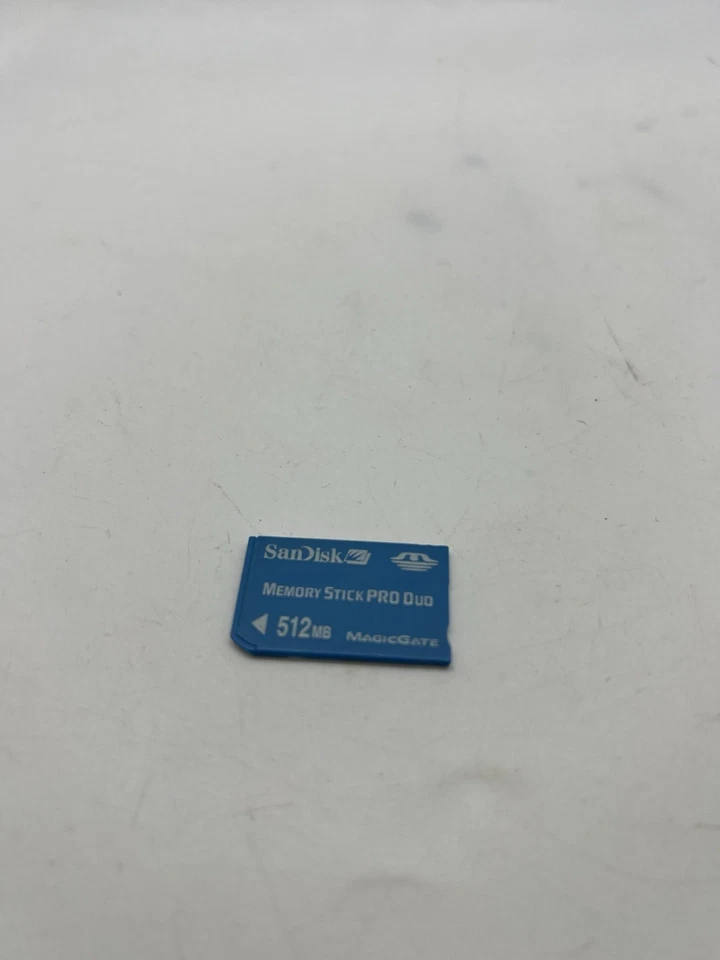 SanDisk
MEMORY STICK PRO DUO
512MB MAGICGATE